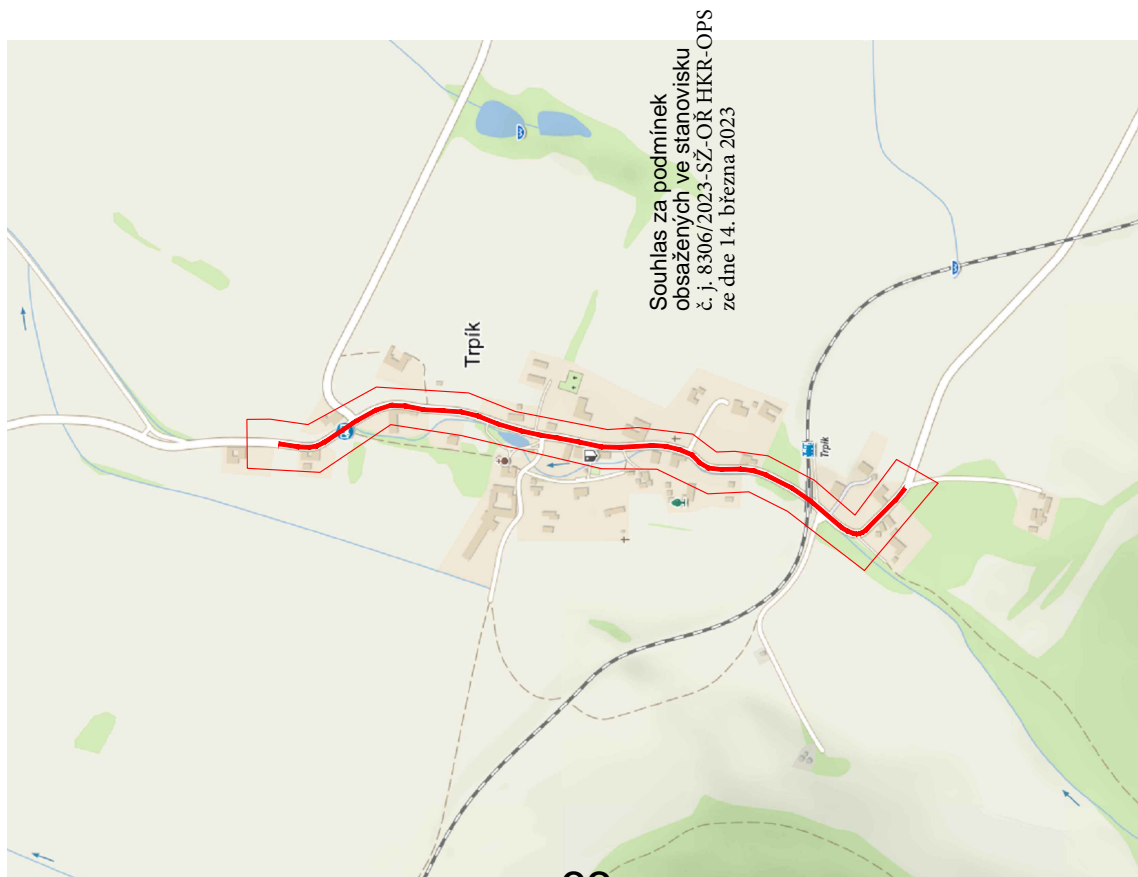 Souhlas za podmínek
obsažených ve stanovisku
č. j. 8306/2023-SŽ-OŘ HKR-OPS
ze dne 14. března 2023
Trpík
Trpík